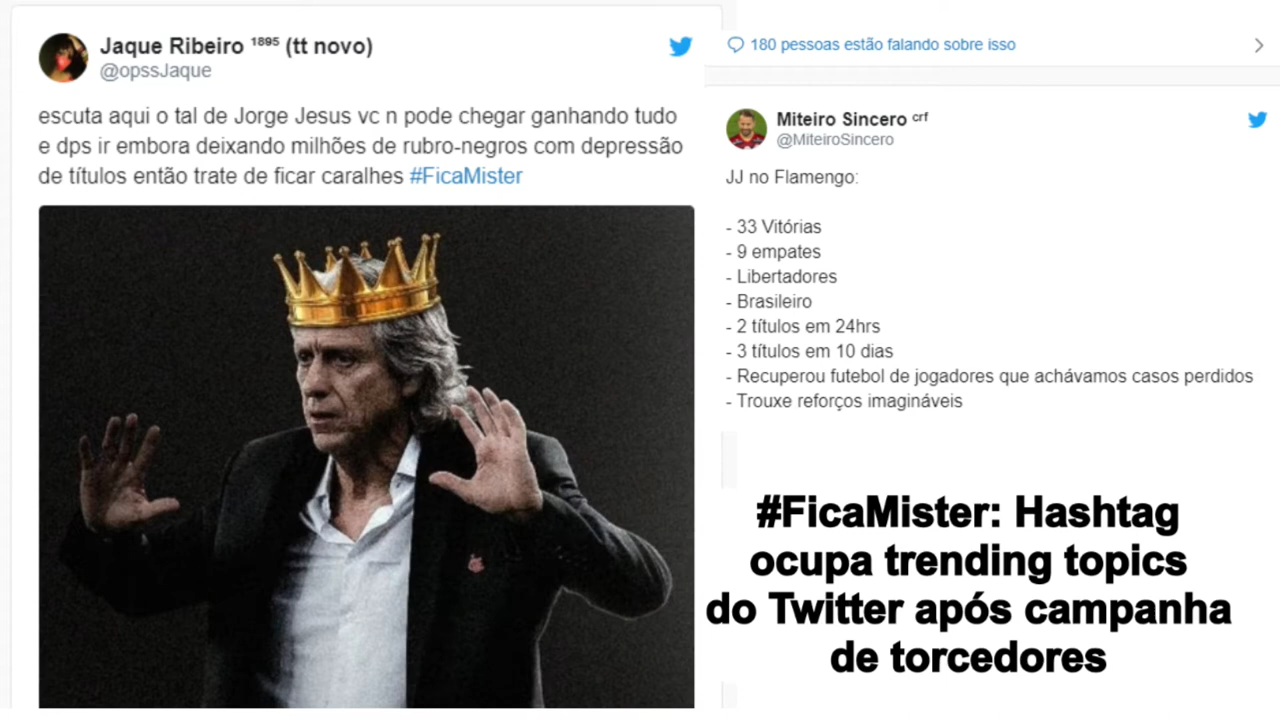 Jaque Ribeiro ¹⁸⁹⁵ (tt novo)
@opssJaque
escuta aqui o tal de Jorge Jesus vc n pode chegar ganhando tudo
e dps ir embora deixando milhões de rubro-negros com depressão
de títulos então trate de ficar caralhes #FicaMister
180 pessoas estão falando sobre isso
Miteiro Sincero ᶜʳᶠ
@MiteiroSincero
JJ no Flamengo:
- 33 Vitórias
- 9 empates
- Libertadores
- Brasileiro
- 2 títulos em 24hrs
- 3 títulos em 10 dias
- Recuperou futebol de jogadores que achávamos casos perdidos
- Trouxe reforços imagináveis
#FicaMister: Hashtag
ocupa trending topics
do Twitter após campanha
de torcedores